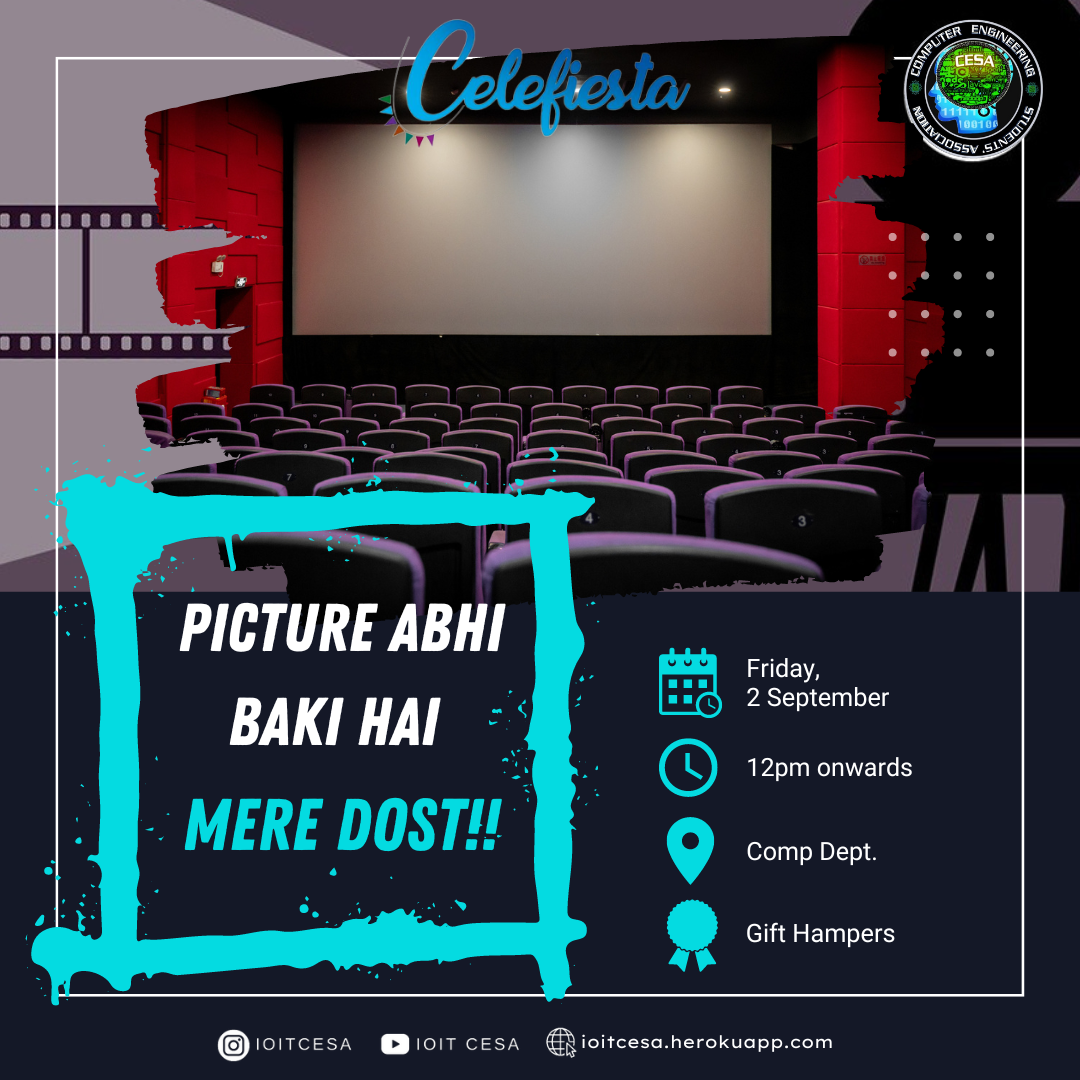 Celefiesta
COMPUTER ENGINEERING
CESA
STUDENTS' ASSOCIATION
PICTURE ABHI
BAKI HAI
MERE DOST!!
Friday,
2 September
12pm onwards
Comp Dept.
Gift Hampers
IOITCESA
IOIT CESA
ioitcesa.herokuapp.com